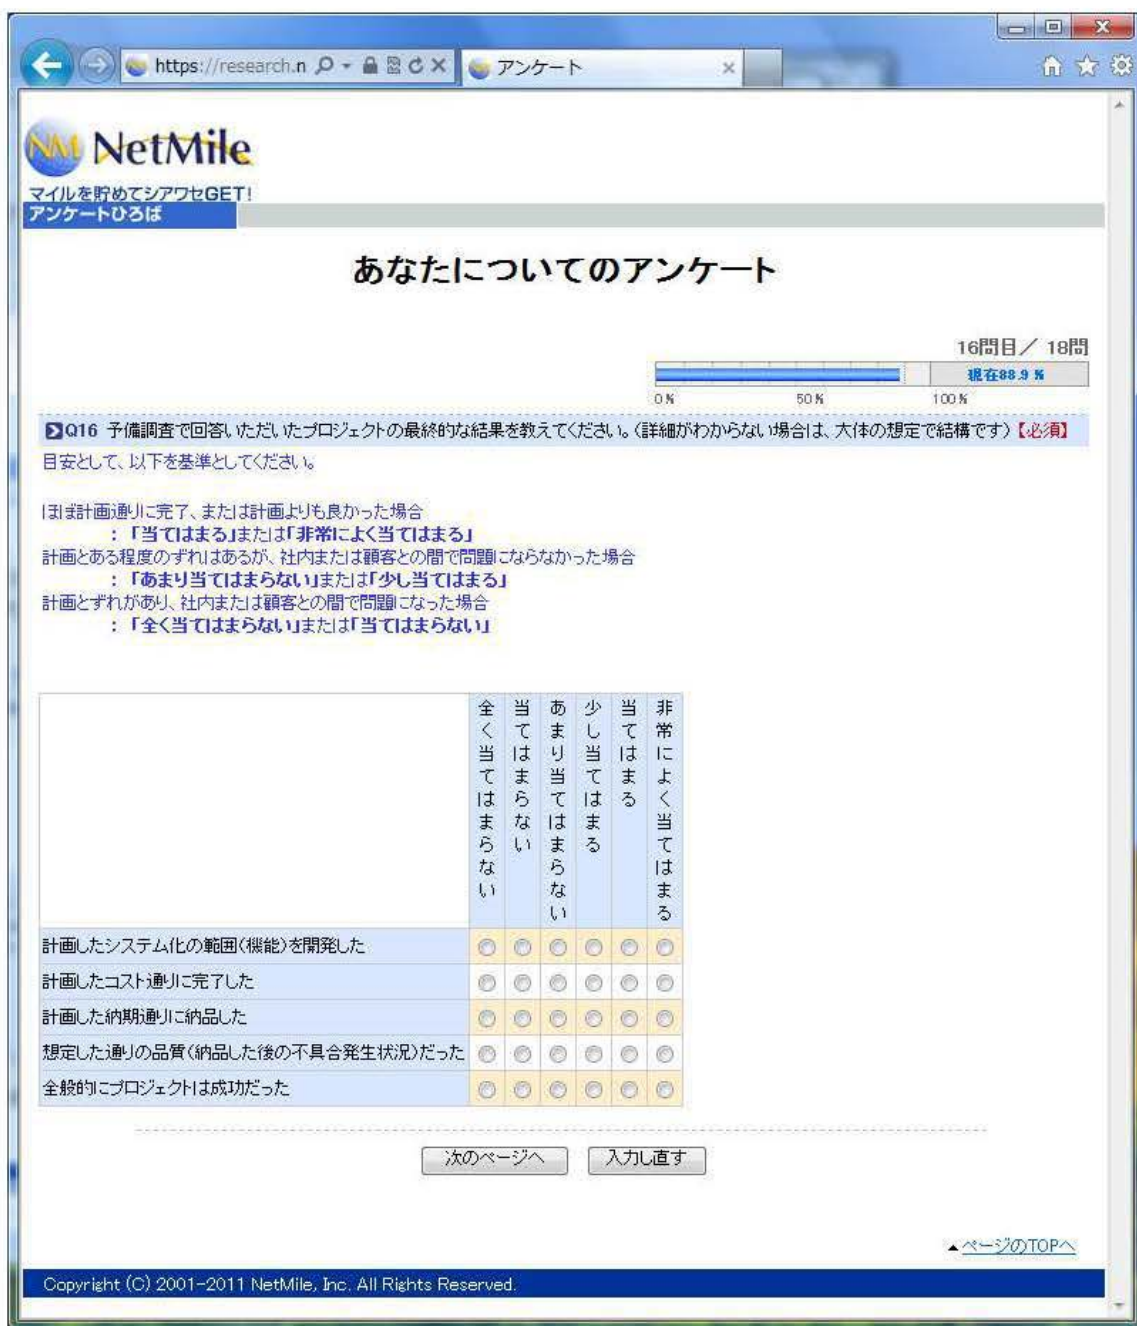 https://research.n
アンケート
NM NetMile
マイルを貯めてシアワセGET!
アンケートひろば
あなたについてのアンケート
16問目／ 18問
現在88.9 %
0 % 50 % 100 %
Q16 予備調査で回答いただいたプロジェクトの最終的な結果を教えてください。(詳細がわからない場合は、大体の想定で結構です)【必須】
目安として、以下を基準としてください。
ほぼ計画通りに完了、または計画よりも良かった場合
：「当てはまる」または「非常によく当てはまる」
計画とある程度のずれはあるが、社内または顧客との間で問題にならなかった場合
：「あまり当てはまらない」または「少し当てはまる」
計画とずれがあり、社内または顧客との間で問題になった場合
：「全く当てはまらない」または「当てはまらない」
全く当てはまらない
当てはまらない
あまり当てはまらない
少し当てはまる
当てはまる
非常によく当てはまる
計画したシステム化の範囲(機能)を開発した
計画したコスト通りに完了した
計画した納期通りに納品した
想定した通りの品質(納品した後の不具合発生状況)だった
全般的にプロジェクトは成功だった
次のページへ 入力し直す
▲ページのTOPへ
Copyright (C) 2001-2011 NetMile, Inc. All Rights Reserved.